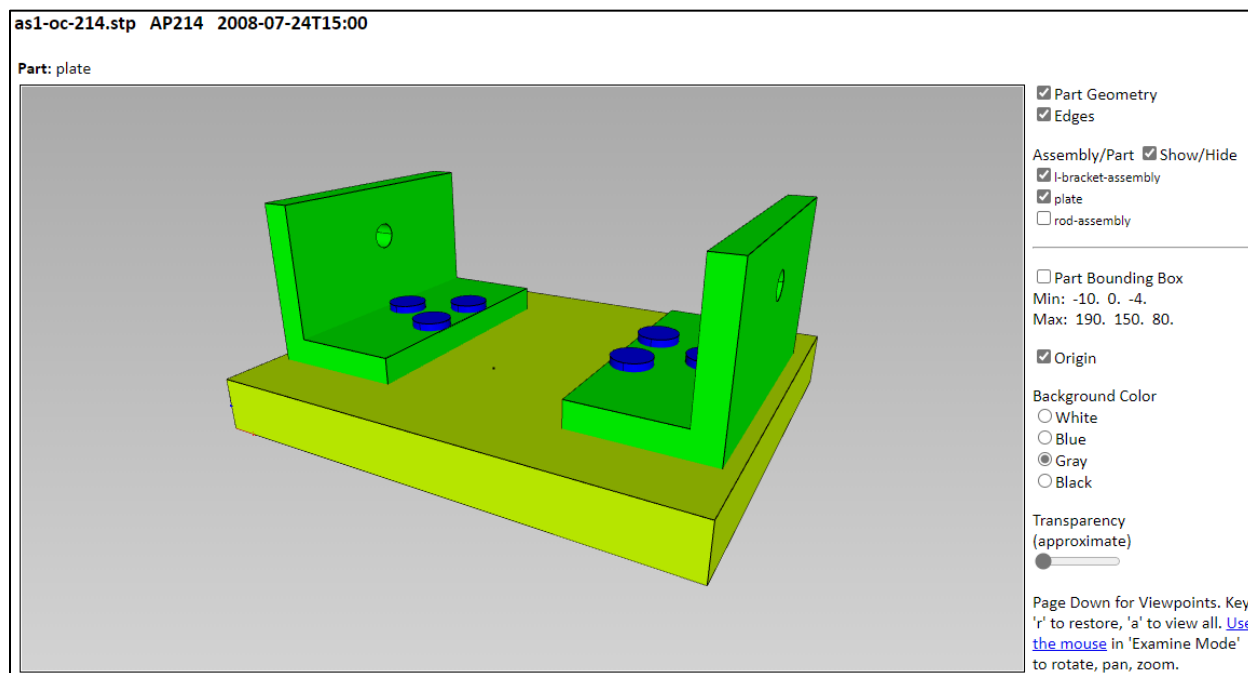 as1-oc-214.stp AP214 2008-07-24T15:00
Part: plate
Part Geometry
Edges
Assembly/Part Show/Hide
l-bracket-assembly
plate
rod-assembly
Part Bounding Box
Min: -10. 0. -4.
Max: 190. 150. 80.
Origin
Background Color
White
Blue
Gray
Black
Transparency
(approximate)
Page Down for Viewpoints. Key
'r' to restore, 'a' to view all. Use
the mouse in 'Examine Mode'
to rotate, pan, zoom.